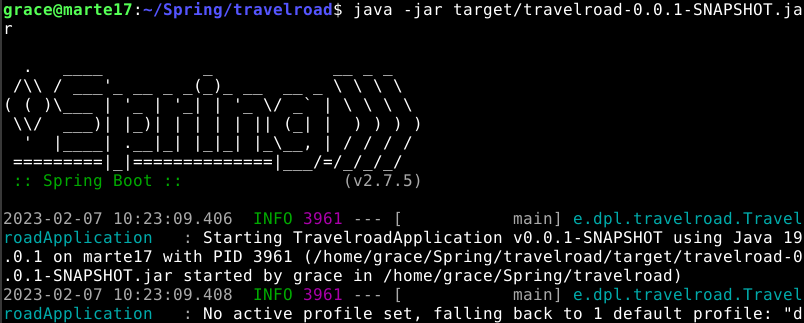 grace@marte17:~/Spring/travelroad$ java -jar target/travelroad-0.0.1-SNAPSHOT.ja
r
  .   ____          _            __ _ _
 /\\ / ___'_ __ _ _(_)_ __  __ _ \ \ \ \
( ( )\___ | '_ | '_| | '_ \/ _` | \ \ \ \
 \\/  ___)| |_)| | | | | || (_| |  ) ) ) )
  '  |____| .__|_| |_|_| |_\__, | / / / /
 =========|_|==============|___/=/_/_/_/
 :: Spring Boot ::                (v2.7.5)
2023-02-07 10:23:09.406  INFO 3961 --- [           main] e.dpl.travelroad.Travel
roadApplication   : Starting TravelroadApplication v0.0.1-SNAPSHOT using Java 19
.0.1 on marte17 with PID 3961 (/home/grace/Spring/travelroad/target/travelroad-0
.0.1-SNAPSHOT.jar started by grace in /home/grace/Spring/travelroad)
2023-02-07 10:23:09.408  INFO 3961 --- [           main] e.dpl.travelroad.Travel
roadApplication   : No active profile set, falling back to 1 default profile: "d